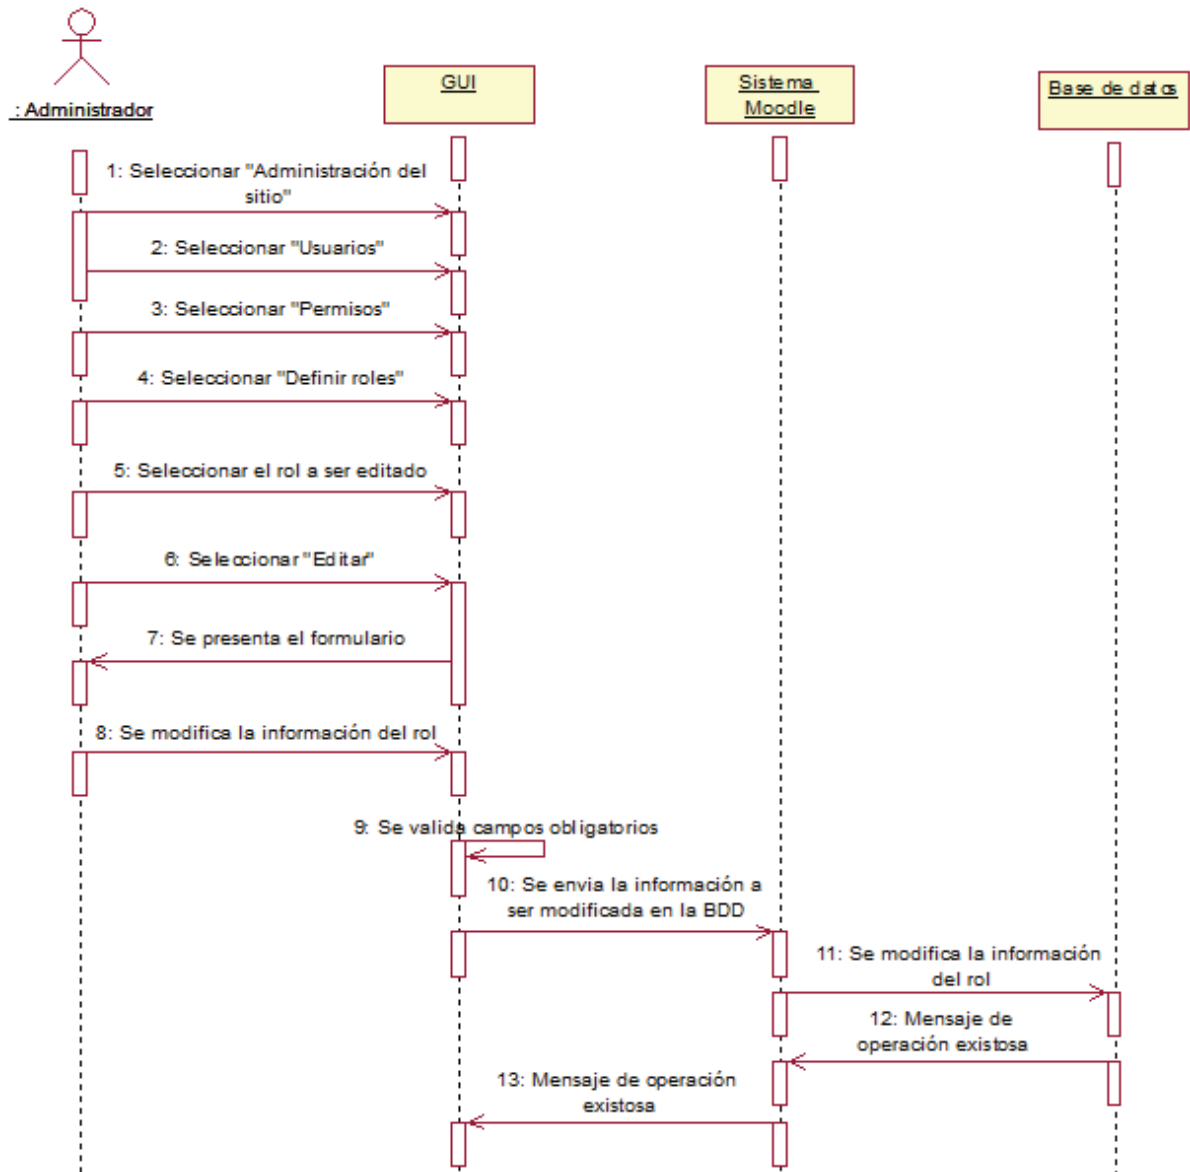 : Administrador
GUI
Sistema
Moodle
Base de datos
1: Seleccionar "Administración del
sitio"
2: Seleccionar "Usuarios"
3: Seleccionar "Permisos"
4: Seleccionar "Definir roles"
5: Seleccionar el rol a ser editado
6: Seleccionar "Editar"
7: Se presenta el formulario
8: Se modifica la información del rol
9: Se valida campos obligatorios
10: Se envia la información a
ser modificada en la BDD
11: Se modifica la información
del rol
12: Mensaje de
operación existosa
13: Mensaje de operación
existosa